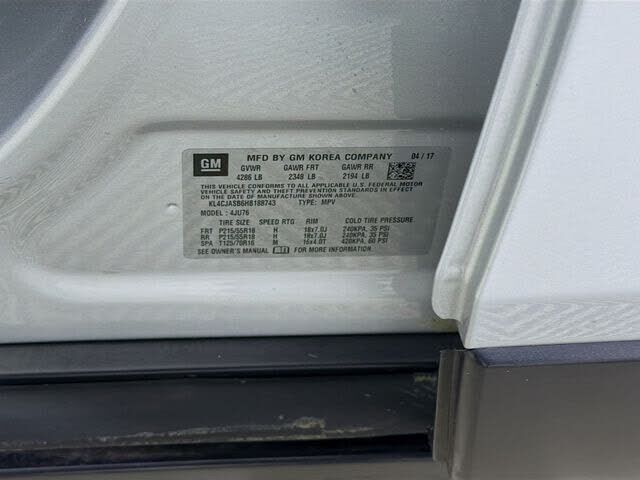 GM
MFD BY GM KOREA COMPANY 04 / 17
GVWR GAWR FRT GAWR RR
4286 LB 2348 LB 2194 LB
THIS VEHICLE CONFORMS TO ALL APPLICABLE U.S. FEDERAL MOTOR
VEHICLE SAFETY AND THEFT PREVENTION STANDARDS IN EFFECT
ON THE DATE OF MANUFACTURE SHOWN ABOVE.
KL4CJASB6HB188743 TYPE: MPV
MODEL : 4JU76
TIRE SIZE SPEED RTG RIM COLD TIRE PRESSURE
FRT P215/55R18 H 18x7.0J 240KPA, 35 PSI
RR P215/55R18 H 18x7.0J 240KPA, 35 PSI
SPA T125/70R16 M 16x4.0T 420KPA, 60 PSI
SEE OWNER'S MANUAL FOR MORE INFORMATION.